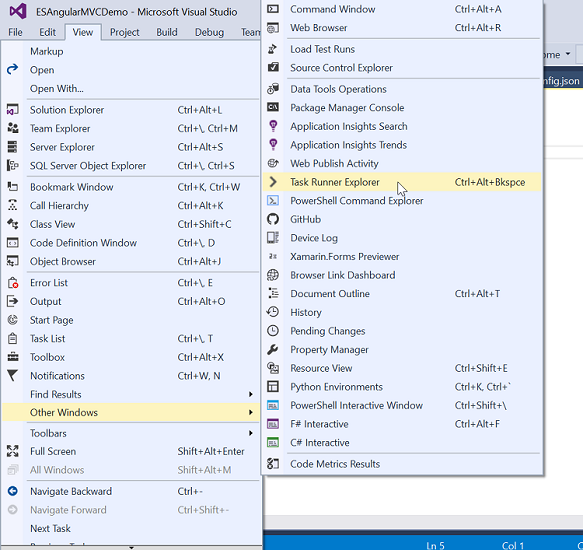 ESAngularMVCDemo - Microsoft Visual Studio
File Edit View Project Build Debug
Markup
Open
Open With...
Solution Explorer Ctrl+Alt+L
Team Explorer Ctrl+\, Ctrl+M
Server Explorer Ctrl+Alt+S
SQL Server Object Explorer Ctrl+\, Ctrl+S
Bookmark Window Ctrl+K, Ctrl+W
Call Hierarchy Ctrl+Alt+K
Class View Ctrl+Shift+C
Code Definition Window Ctrl+\, D
Object Browser Ctrl+Alt+J
Error List Ctrl+\, E
Output Ctrl+Alt+O
Start Page
Task List Ctrl+\, T
Toolbox Ctrl+Alt+X
Notifications Ctrl+W, N
Find Results
Other Windows
Toolbars
Full Screen Shift+Alt+Enter
All Windows Shift+Alt+M
Navigate Backward Ctrl+-
Navigate Forward Ctrl+Shift+-
Next Task
Command Window Ctrl+Alt+A
Web Browser Ctrl+Alt+R
Load Test Runs
Source Control Explorer
Data Tools Operations
Package Manager Console
Application Insights Search
Application Insights Trends
Web Publish Activity
Task Runner Explorer Ctrl+Alt+Bkspce
PowerShell Command Explorer
GitHub
Device Log
Xamarin.Forms Previewer
Browser Link Dashboard
Document Outline Ctrl+Alt+T
History
Pending Changes
Property Manager
Resource View Ctrl+Shift+E
Python Environments Ctrl+K, Ctrl+`
PowerShell Interactive Window Ctrl+Shift+\
F# Interactive Ctrl+Alt+F
C# Interactive
Code Metrics Results
ome
nfig.json
Ln 5 Col 1